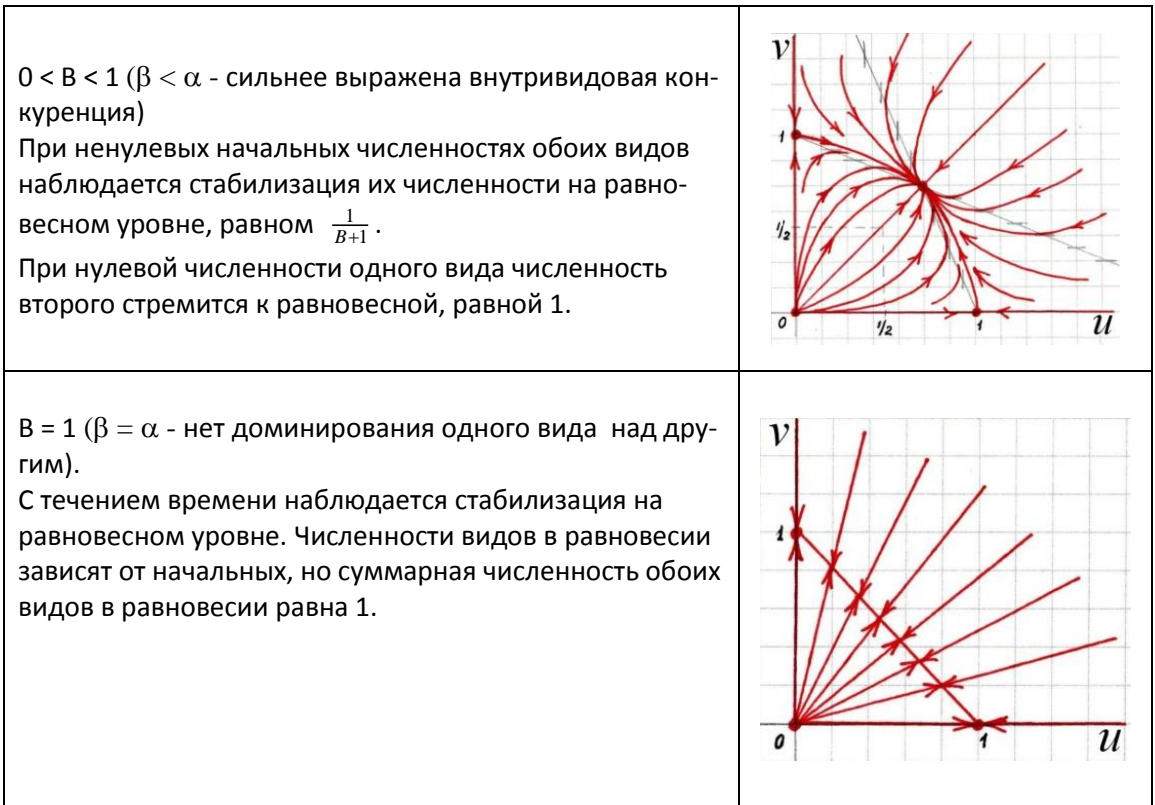 0 < B < 1 (β < α - сильнее выражена внутривидовая кон-
куренция)
При ненулевых начальных численностях обоих видов
наблюдается стабилизация их численности на равно-
весном уровне, равном 1/(B+1) .
При нулевой численности одного вида численность
второго стремится к равновесной, равной 1.
v
1
1/2
0
1/2
1
u
B = 1 (β = α - нет доминирования одного вида над дру-
гим).
С течением времени наблюдается стабилизация на
равновесном уровне. Численности видов в равновесии
зависят от начальных, но суммарная численность обоих
видов в равновесии равна 1.
v
1
0
1
u